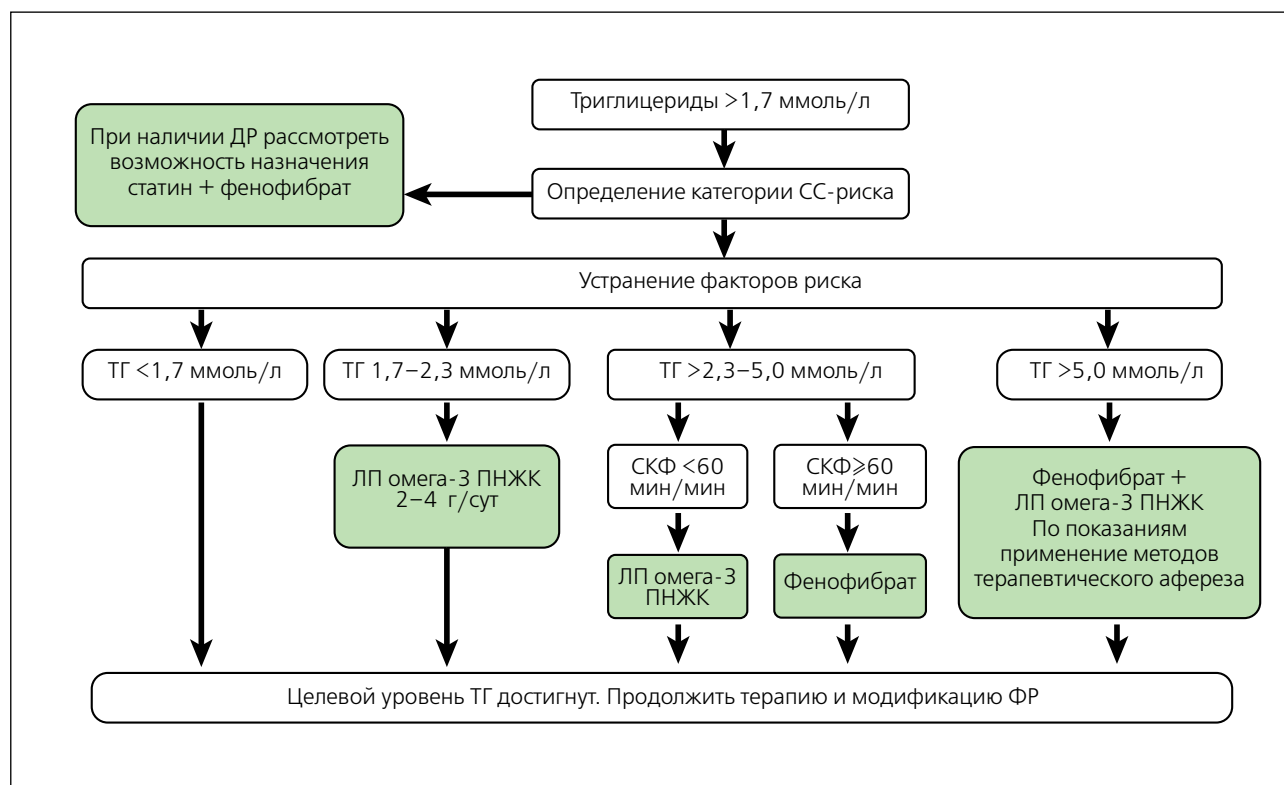 Триглицериды >1,7 ммоль/л
При наличии ДР рассмотреть
возможность назначения
статин + фенофибрат
Определение категории СС-риска
Устранение факторов риска
ТГ <1,7 ммоль/л
ТГ 1,7–2,3 ммоль/л
ТГ >2,3–5,0 ммоль/л
ТГ >5,0 ммоль/л
ЛП омега-3 ПНЖК
2–4 г/сут
СКФ <60
мин/мин
СКФ⩾60
мин/мин
Фенофибрат +
ЛП омега-3 ПНЖК
По показаниям
применение методов
терапевтического афереза
ЛП омега-3
ПНЖК
Фенофибрат
Целевой уровень ТГ достигнут. Продолжить терапию и модификацию ФР